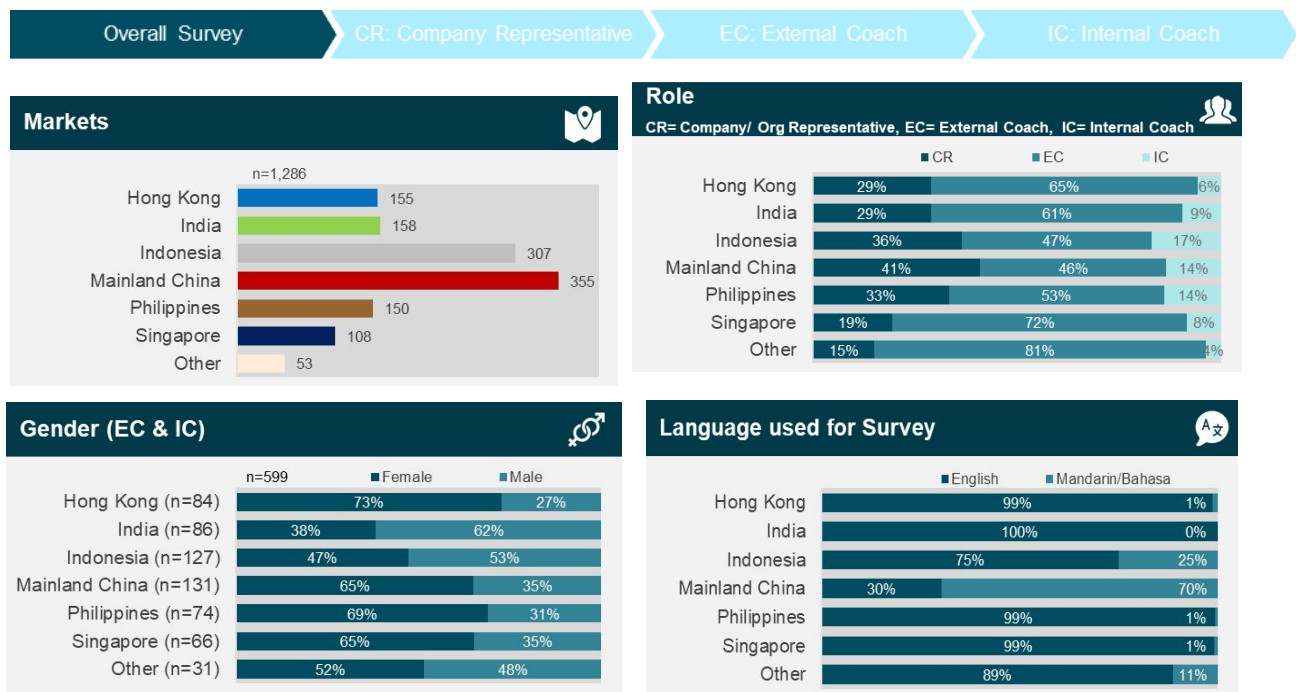 Overall Survey
CR: Company Representative
EC: External Coach
IC: Internal Coach
Markets
n=1,286
Hong Kong 155
India 158
Indonesia 307
Mainland China 355
Philippines 150
Singapore 108
Other 53
Role
CR= Company/ Org Representative, EC= External Coach, IC= Internal Coach
CR EC IC
Hong Kong 29% 65% 6%
India 29% 61% 9%
Indonesia 36% 47% 17%
Mainland China 41% 46% 14%
Philippines 33% 53% 14%
Singapore 19% 72% 8%
Other 15% 81% 4%
Gender (EC & IC)
n=599 Female Male
Hong Kong (n=84) 73% 27%
India (n=86) 38% 62%
Indonesia (n=127) 47% 53%
Mainland China (n=131) 65% 35%
Philippines (n=74) 69% 31%
Singapore (n=66) 65% 35%
Other (n=31) 52% 48%
Language used for Survey
A 文
English Mandarin/Bahasa
Hong Kong 99% 1%
India 100% 0%
Indonesia 75% 25%
Mainland China 30% 70%
Philippines 99% 1%
Singapore 99% 1%
Other 89% 11%